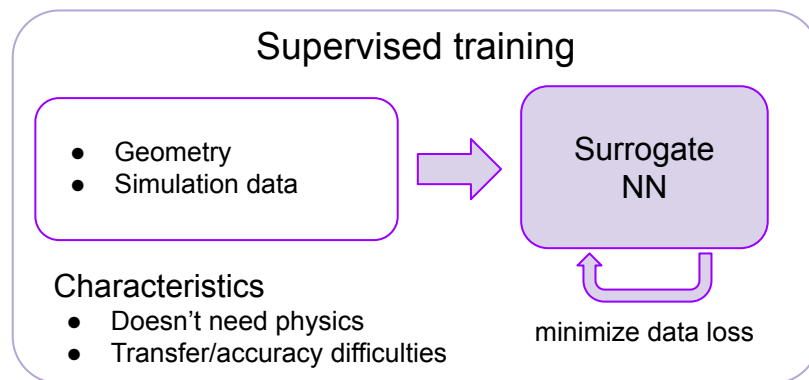 Supervised training
● Geometry
● Simulation data
Surrogate
NN
Characteristics
● Doesn't need physics
● Transfer/accuracy difficulties
minimize data loss